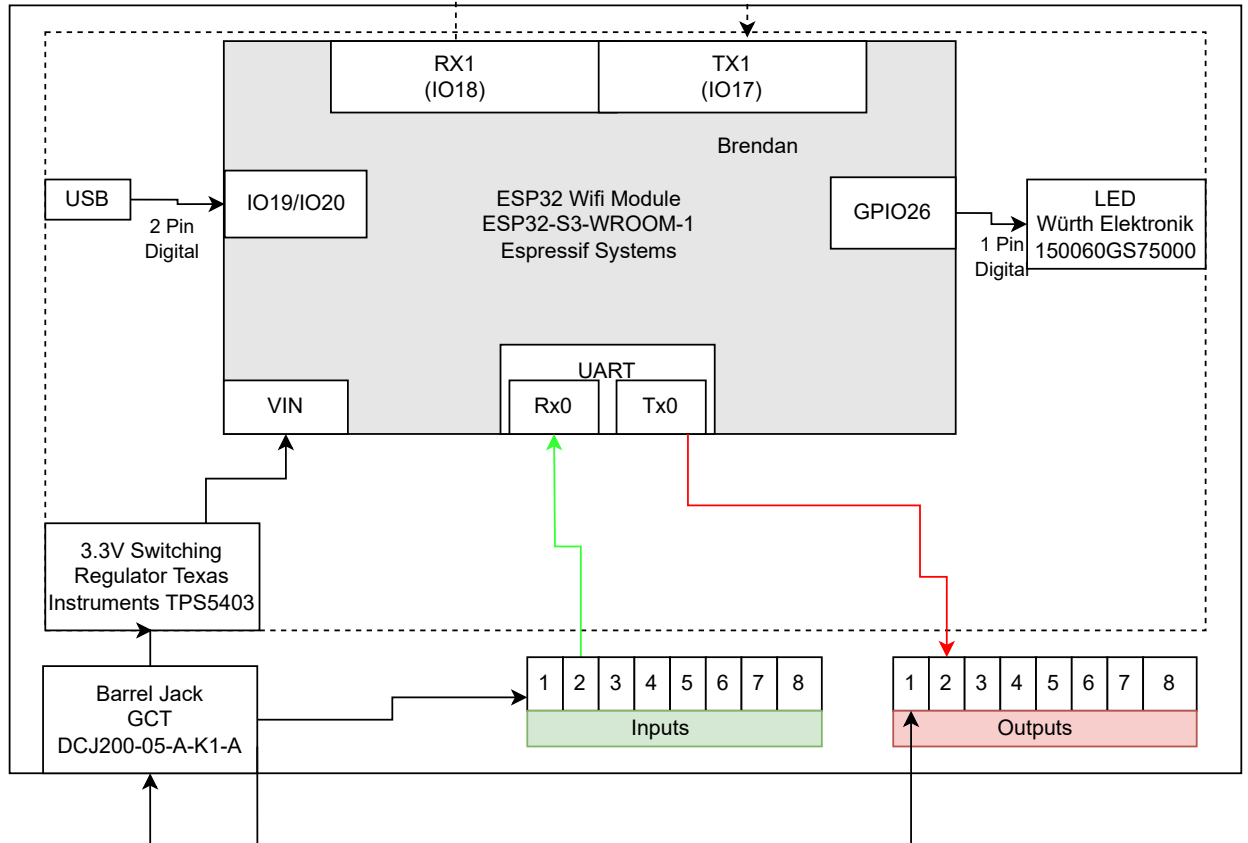 RX1
(IO18)
TX1
(IO17)
Brendan
USB
2 Pin
Digital
IO19/IO20
ESP32 Wifi Module
ESP32-S3-WROOM-1
Espressif Systems
GPIO26
1 Pin
Digital
LED
Würth Elektronik
150060GS75000
VIN
UART
Rx0
Tx0
3.3V Switching
Regulator Texas
Instruments TPS5403
Barrel Jack
GCT
DCJ200-05-A-K1-A
1 2 3 4 5 6 7 8
Inputs
1 2 3 4 5 6 7 8
Outputs